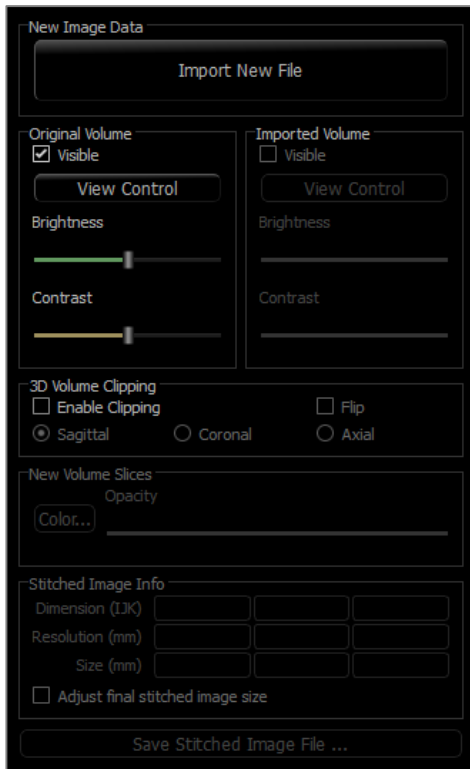 New Image Data
Import New File
Original Volume
Visible
View Control
Brightness
Contrast
Imported Volume
Visible
View Control
Brightness
Contrast
3D Volume Clipping
Enable Clipping
Flip
Sagittal
Coronal
Axial
New Volume Slices
Opacity
Color...
Stitched Image Info
Dimension (IJK)
Resolution (mm)
Size (mm)
Adjust final stitched image size
Save Stitched Image File ...